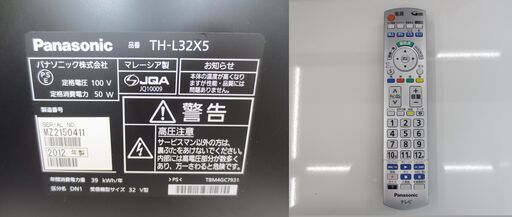 Panasonic 品番 TH-L32X5
パナソニック株式会社
定格電圧 100 V
定格消費電力 50 W
マレーシア製
JQA
JQ10009
お知らせ
本体の温度が高くなり
ますが性能・品質には
問題ありません。
製造番号
SERIAL NO.
MZ2150411
2012 年製
警告
高圧注意
サービスマン以外の方は、
裏ぶたをあけないでください。
内部には高電圧部分が数多く
あり、万一さわると危険です。
年間消費電力量 39 kWh/年
区分名 DN1 受信機型サイズ 32 V型
>PS<
TBM4GC7931
Panasonic
テレビ